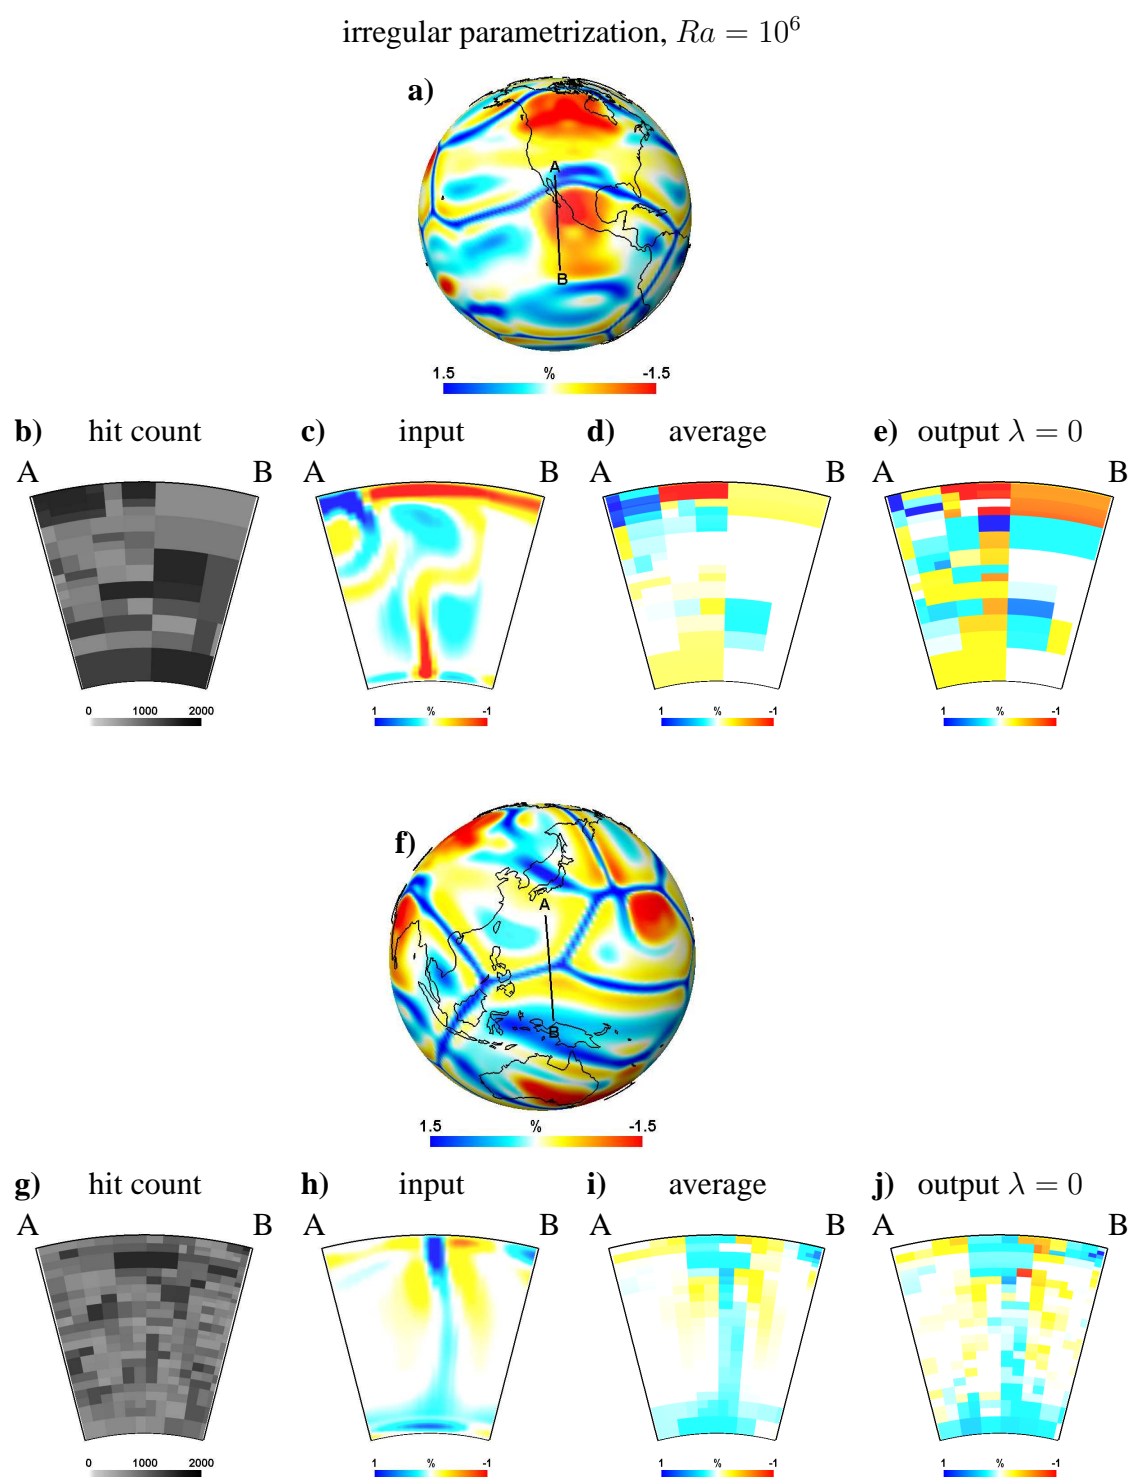 irregular parametrization, Ra = 10⁶
a)
A
B
1.5 % -1.5
b) hit count c) input d) average e) output λ = 0
A B A B A B A B
0 1000 2000 1 % -1 1 % -1 1 % -1
f)
A
B
1.5 % -1.5
g) hit count h) input i) average j) output λ = 0
A B A B A B A B
0 1000 2000 1 % -1 1 % -1 1 % -1